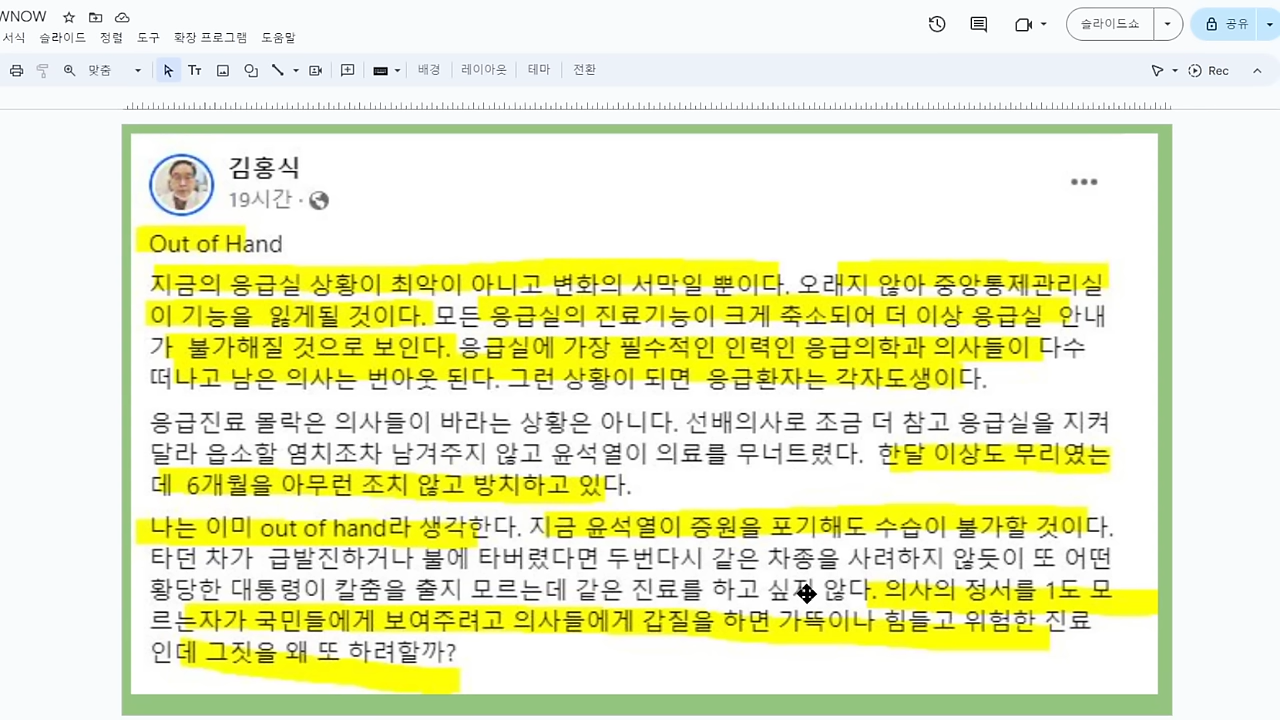 WNOW
서식 슬라이드 정렬 도구 확장 프로그램 도움말
슬라이드쇼 공유
맞춤 Tт 배경 레이아웃 테마 전환 Rec
김홍식
19시간 ·
Out of Hand
지금의 응급실 상황이 최악이 아니고 변화의 서막일 뿐이다. 오래지 않아 중앙통제관리실
이 기능을 잃게될 것이다. 모든 응급실의 진료기능이 크게 축소되어 더 이상 응급실 안내
가 불가해질 것으로 보인다. 응급실에 가장 필수적인 인력인 응급의학과 의사들이 다수
떠나고 남은 의사는 번아웃 된다. 그런 상황이 되면 응급환자는 각자도생이다.
응급진료 몰락은 의사들이 바라는 상황은 아니다. 선배의사로 조금 더 참고 응급실을 지켜
달라 읍소할 염치조차 남겨주지 않고 윤석열이 의료를 무너트렸다. 한달 이상도 무리였는
데 6개월을 아무런 조치 않고 방치하고 있다.
나는 이미 out of hand라 생각한다. 지금 윤석열이 증원을 포기해도 수습이 불가할 것이다.
타던 차가 급발진하거나 불에 타버렸다면 두번다시 같은 차종을 사려하지 않듯이 또 어떤
황당한 대통령이 칼춤을 출지 모르는데 같은 진료를 하고 싶지 않다. 의사의 정서를 1도 모
르는자가 국민들에게 보여주려고 의사들에게 갑질을 하면 가뜩이나 힘들고 위험한 진료
인데 그짓을 왜 또 하려할까?